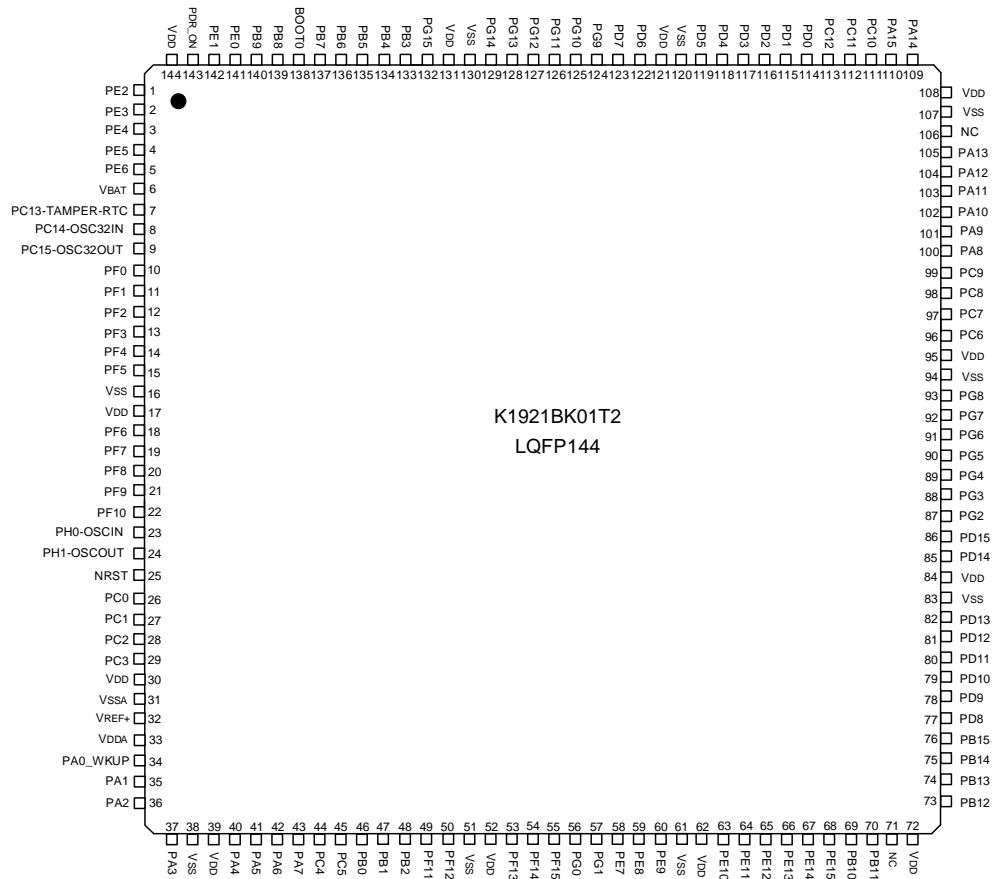 VDD PDR_ON PE1 PE0 PB9 PB8 BOOT0 PB7 PB6 PB5 PB4 PB3 PG15 VDD VSS PG14 PG13 PG12 PG11 PG10 PG9 PD7 PD6 VDD VSS PD5 PD4 PD3 PD2 PD1 PD0 PC12 PC11 PC10 PA15 PA14
144 143 142 141 140 139 138 137 136 135 134 133 132 131 130 129 128 127 126 125 124 123 122 121 120 119 118 117 116 115 114 113 112 111 110 109
PE2 1
PE3 2
PE4 3
PE5 4
PE6 5
VBAT 6
PC13-TAMPER-RTC 7
PC14-OSC32IN 8
PC15-OSC32OUT 9
PF0 10
PF1 11
PF2 12
PF3 13
PF4 14
PF5 15
VSS 16
VDD 17
PF6 18
PF7 19
PF8 20
PF9 21
PF10 22
PH0-OSCIN 23
PH1-OSCOUT 24
NRST 25
PC0 26
PC1 27
PC2 28
PC3 29
VDD 30
VSSA 31
VREF+ 32
VDDA 33
PA0_WKUP 34
PA1 35
PA2 36
K1921BK01T2
LQFP144
108 VDD
107 VSS
106 NC
105 PA13
104 PA12
103 PA11
102 PA10
101 PA9
100 PA8
99 PC9
98 PC8
97 PC7
96 PC6
95 VDD
94 VSS
93 PG8
92 PG7
91 PG6
90 PG5
89 PG4
88 PG3
87 PG2
86 PD15
85 PD14
84 VDD
83 VSS
82 PD13
81 PD12
80 PD11
79 PD10
78 PD9
77 PD8
76 PB15
75 PB14
74 PB13
73 PB12
37 38 39 40 41 42 43 44 45 46 47 48 49 50 51 52 53 54 55 56 57 58 59 60 61 62 63 64 65 66 67 68 69 70 71 72
PA3 VSS VDD PA4 PA5 PA6 PA7 PC4 PC5 PB0 PB1 PB2 PF11 PF12 VSS VDD PF13 PF14 PF15 PG0 PG1 PE7 PE8 PE9 VSS VDD PE10 PE11 PE12 PE13 PE14 PE15 PB10 PB11 NC VDD